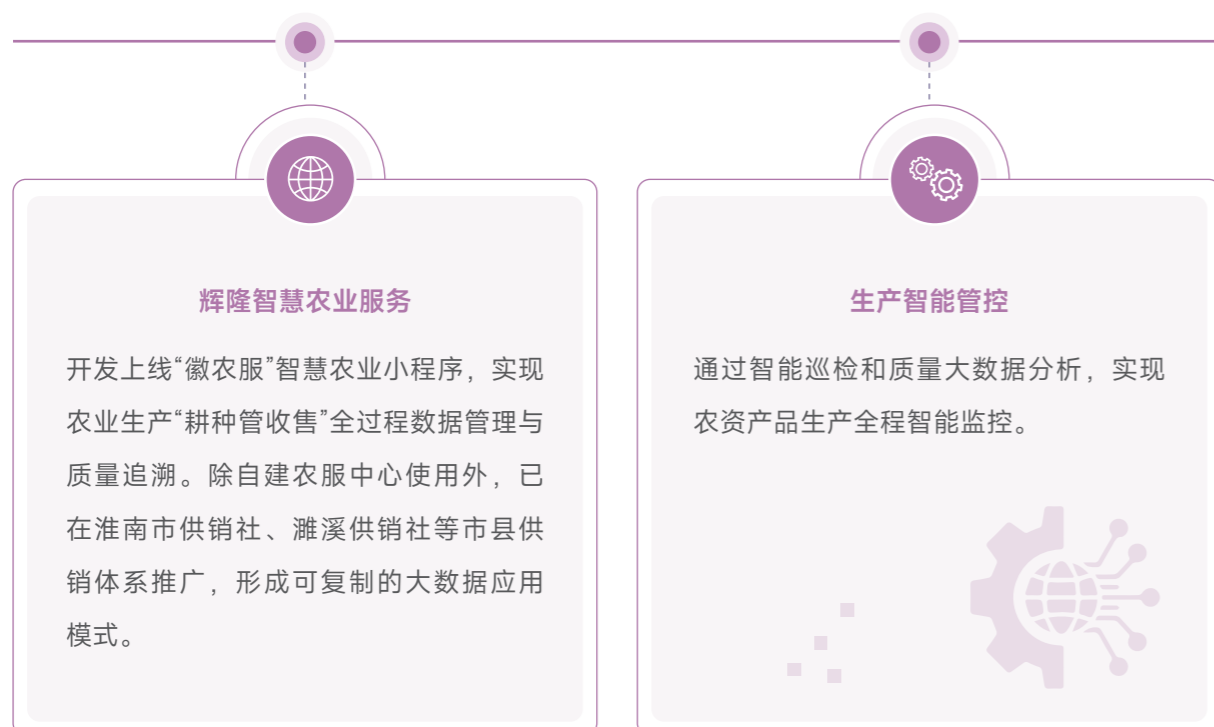 辉隆智慧农业服务
开发上线“徽农服”智慧农业小程序，实现
农业生产“耕种管收售”全过程数据管理与
质量追溯。除自建农服中心使用外，已
在淮南市供销社、濉溪供销社等市县供
销体系推广，形成可复制的大数据应用
模式。
生产智能管控
通过智能巡检和质量大数据分析，实现
农资产品生产全程智能监控。